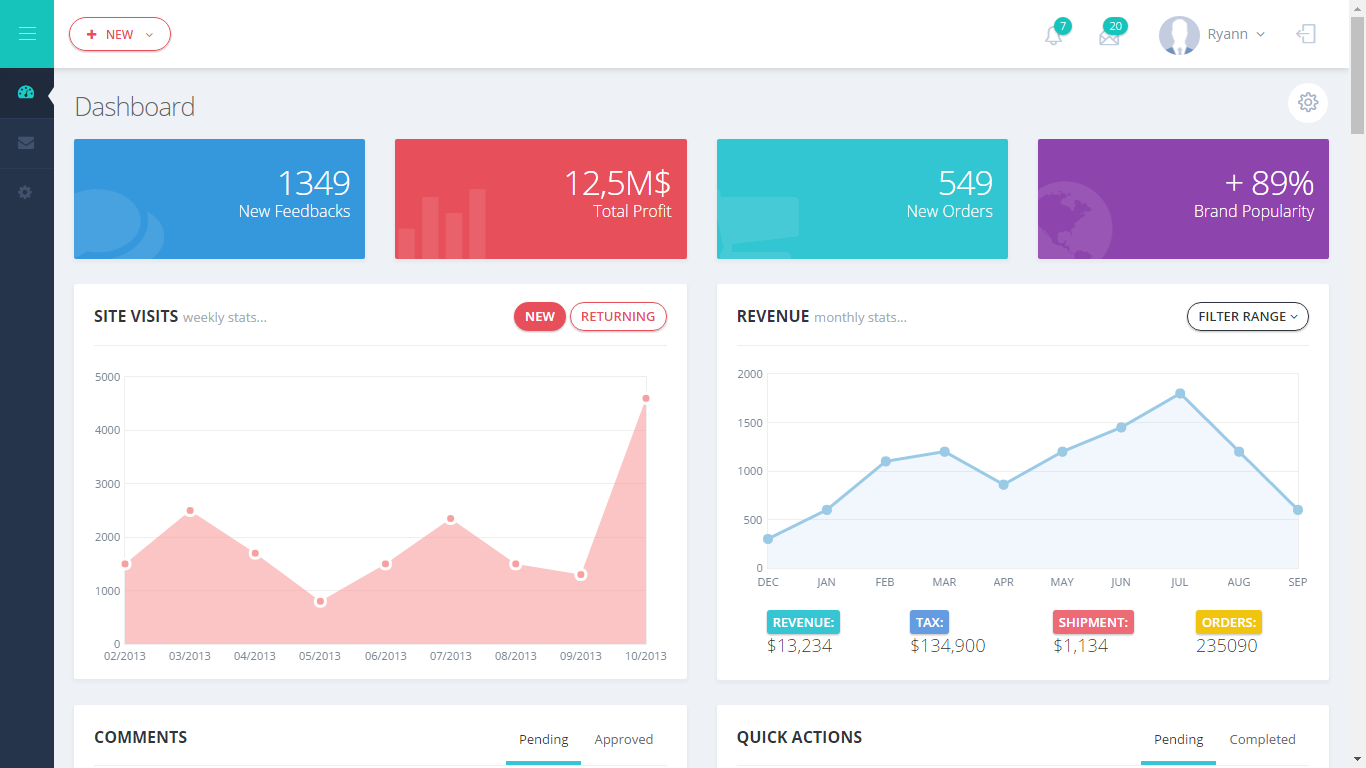 NEW
7
20
Ryann
Dashboard
1349
New Feedbacks
12,5M$
Total Profit
549
New Orders
+ 89%
Brand Popularity
SITE VISITS weekly stats...
NEW
RETURNING
5000
4000
3000
2000
1000
0
02/2013 03/2013 04/2013 05/2013 06/2013 07/2013 08/2013 09/2013 10/2013
REVENUE monthly stats...
FILTER RANGE
2000
1500
1000
500
0
DEC JAN FEB MAR APR MAY JUN JUL AUG SEP
REVENUE: TAX: SHIPMENT: ORDERS:
$13,234 $134,900 $1,134 235090
COMMENTS
Pending Approved
QUICK ACTIONS
Pending Completed